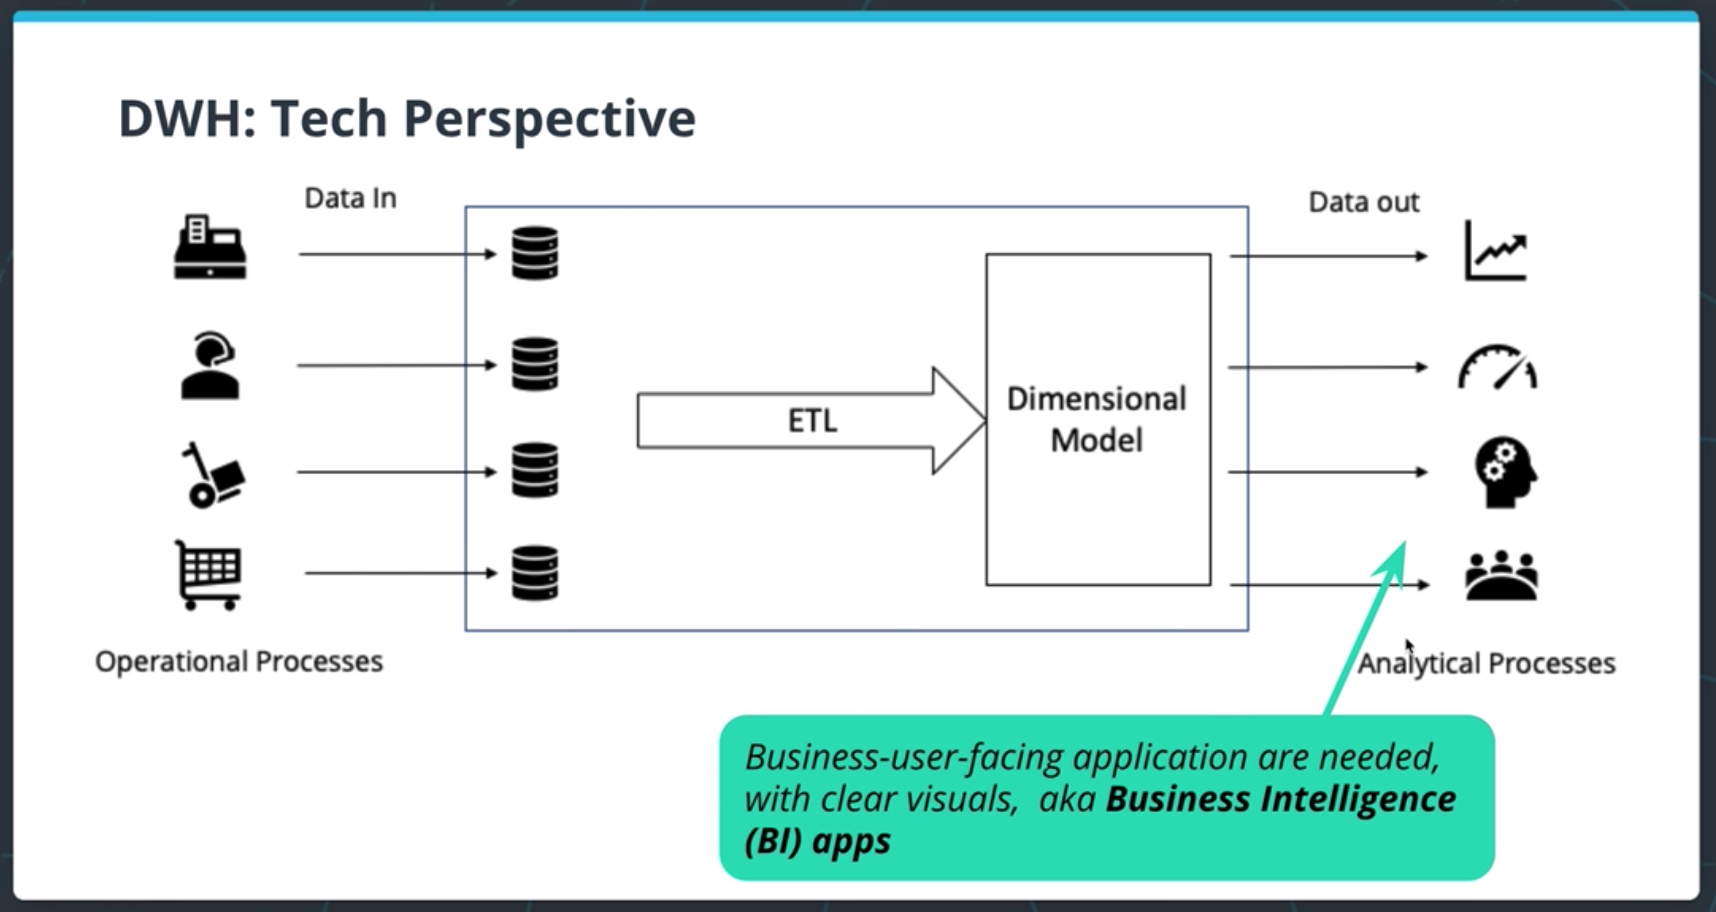 DWH: Tech Perspective
Data In
Data out
ETL
Dimensional
Model
Operational Processes
Analytical Processes
Business-user-facing application are needed,
with clear visuals, aka Business Intelligence
(BI) apps